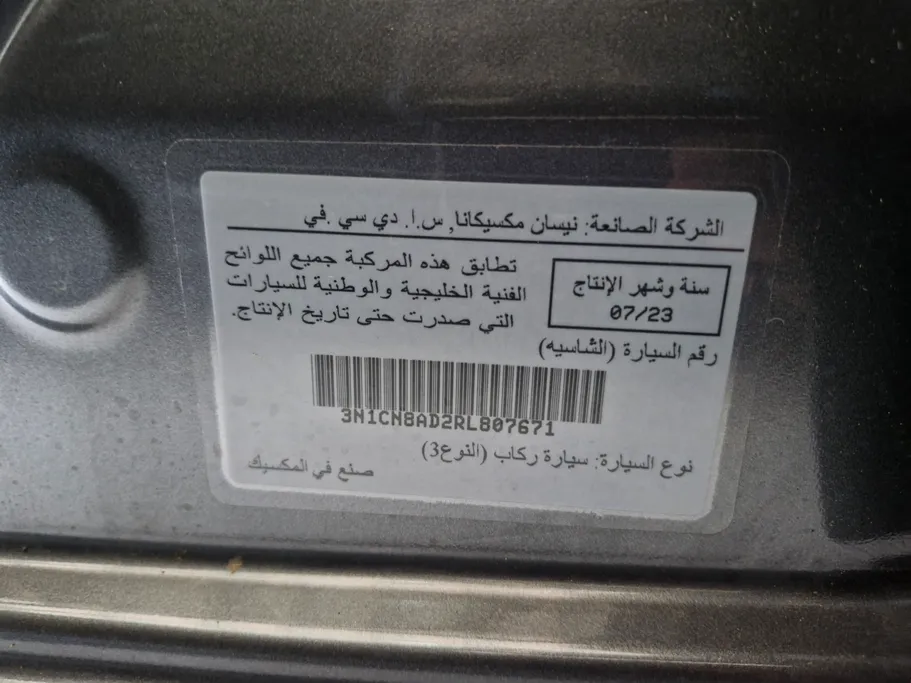 الشركة الصانعة: نيسان مكسيكانا, س.ا. دي سي .في
سنة وشهر الإنتاج
07/23
تطابق هذه المركبة جميع اللوائح
الفنية الخليجية والوطنية للسيارات
التي صدرت حتى تاريخ الإنتاج.
رقم السيارة (الشاسيه)
3N1CN8AD2RL807671
نوع السيارة: سيارة ركاب (النوع3)
صنع في المكسيك